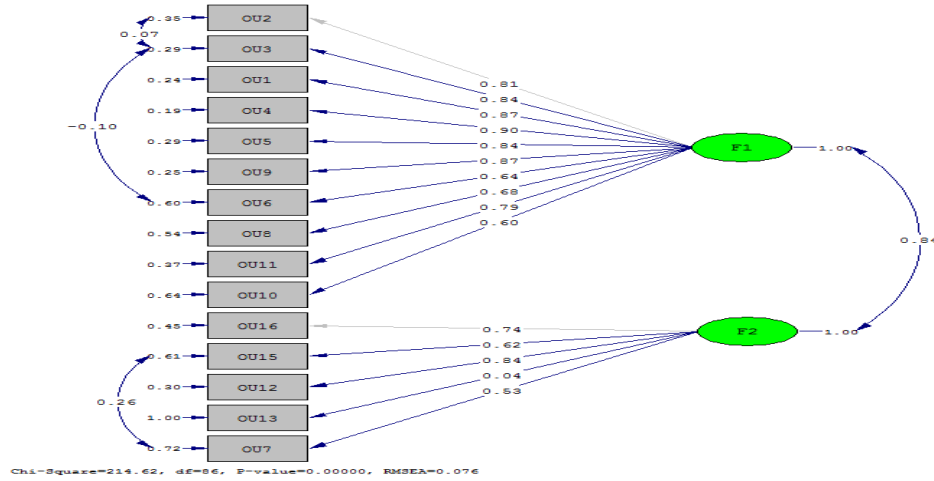 0.35 OU2
0.07
0.29 OU3
0.24 OU1
0.81
0.84
0.87
0.19 OU4
-0.10
0.90
0.29 OU5
0.84
F1 1.00
0.25 OU9
0.87
0.64
0.60 OU6
0.68
0.79
0.60
0.54 OU8
0.84
0.37 OU11
0.64 OU10
0.45 OU16
0.74
F2 1.00
0.62
0.61 OU15
0.84
0.04
0.30 OU12
0.53
0.26
1.00 OU13
0.72 OU7
Chi-Square=214.62, df=86, P-value=0.00000, RMSEA=0.076